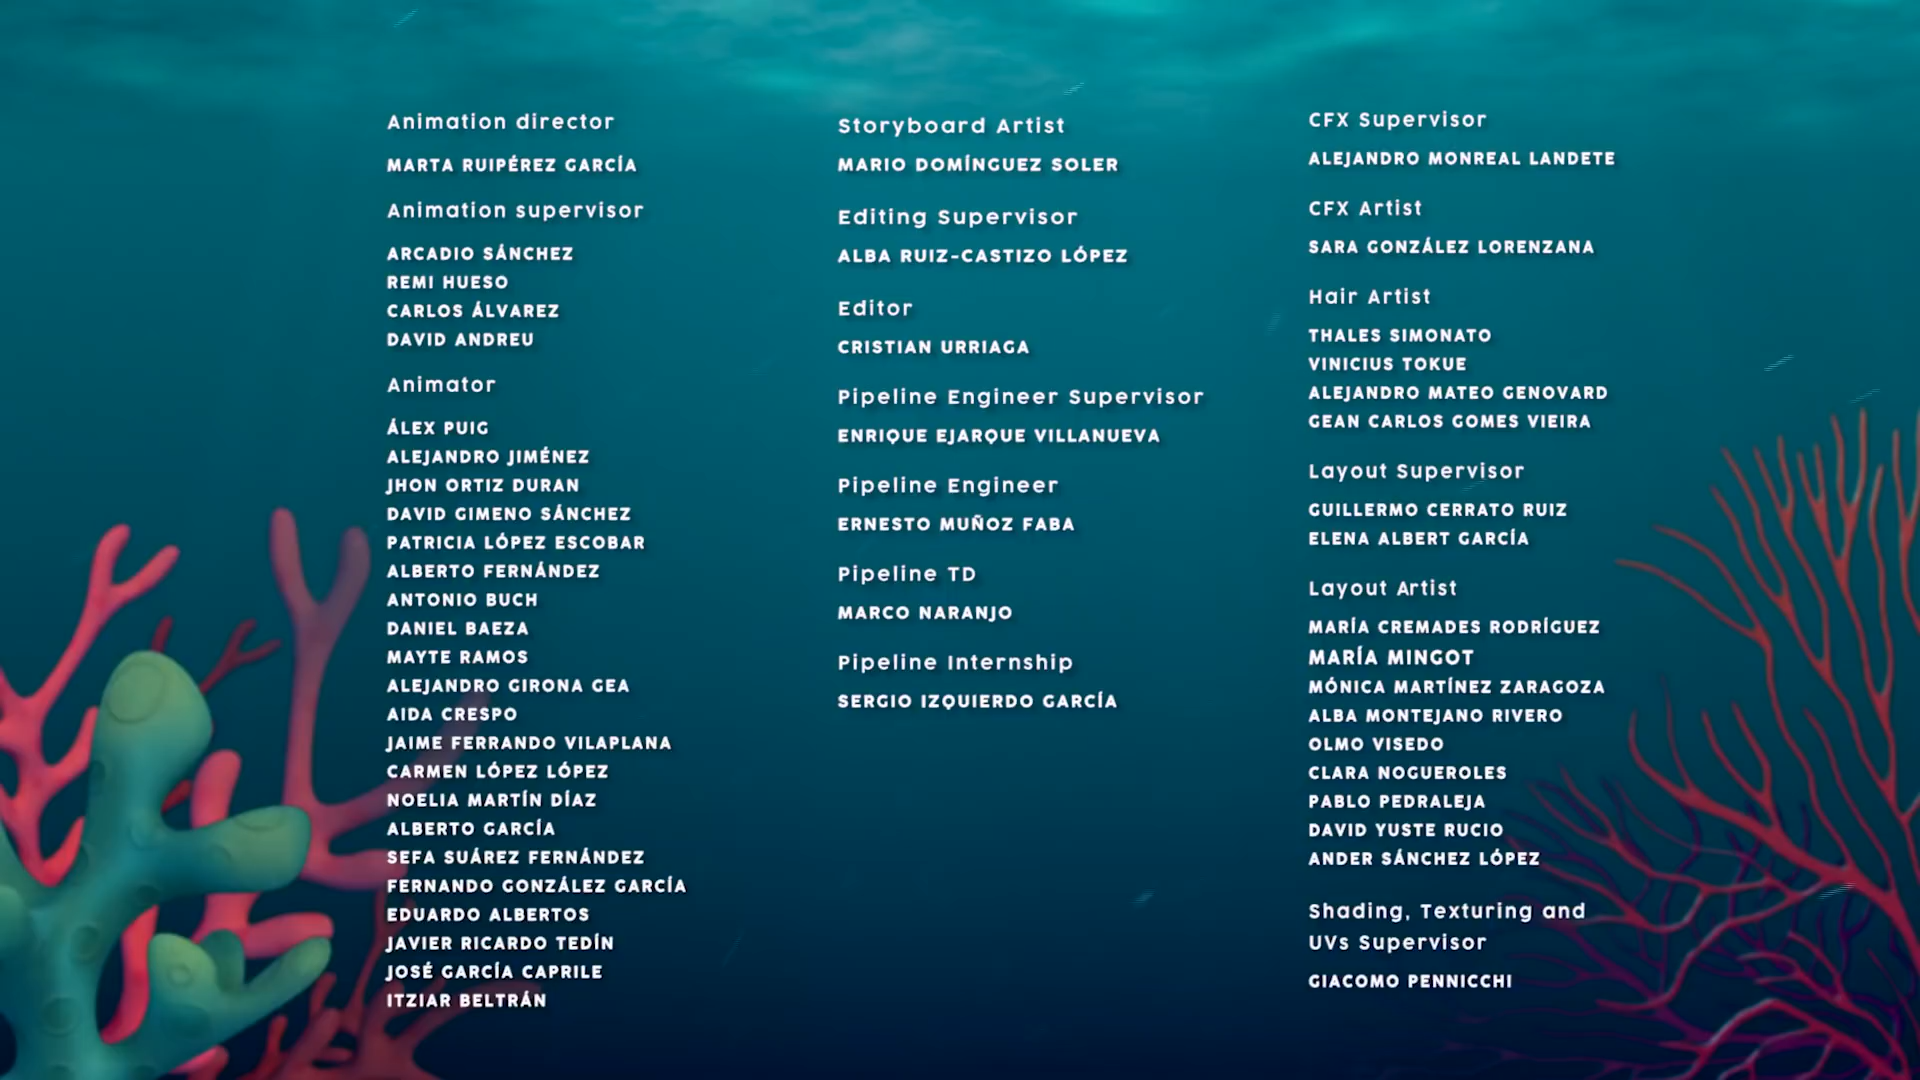 Animation director
MARTA RUIPÉREZ GARCÍA
Animation supervisor
ARCADIO SÁNCHEZ
REMI HUESO
CARLOS ÁLVAREZ
DAVID ANDREU
Animator
ÁLEX PUIG
ALEJANDRO JIMÉNEZ
JHON ORTIZ DURAN
DAVID GIMENO SÁNCHEZ
PATRICIA LÓPEZ ESCOBAR
ALBERTO FERNÁNDEZ
ANTONIO BUCH
DANIEL BAEZA
MAYTE RAMOS
ALEJANDRO GIRONA GEA
AIDA CRESPO
JAIME FERRANDO VILAPLANA
CARMEN LÓPEZ LÓPEZ
NOELIA MARTÍN DÍAZ
ALBERTO GARCÍA
SEFA SUÁREZ FERNÁNDEZ
FERNANDO GONZÁLEZ GARCÍA
EDUARDO ALBERTOS
JAVIER RICARDO TEDÍN
JOSÉ GARCÍA CAPRILE
ITZIAR BELTRÁN
Storyboard Artist
MARIO DOMÍNGUEZ SOLER
Editing Supervisor
ALBA RUIZ-CASTIZO LÓPEZ
Editor
CRISTIAN URRIAGA
Pipeline Engineer Supervisor
ENRIQUE EJARQUE VILLANUEVA
Pipeline Engineer
ERNESTO MUÑOZ FABA
Pipeline TD
MARCO NARANJO
Pipeline Internship
SERGIO IZQUIERDO GARCÍA
CFX Supervisor
ALEJANDRO MONREAL LANDETE
CFX Artist
SARA GONZÁLEZ LORENZANA
Hair Artist
THALES SIMONATO
VINICIUS TOKUE
ALEJANDRO MATEO GENOVARD
GEAN CARLOS GOMES VIEIRA
Layout Supervisor
GUILLERMO CERRATO RUIZ
ELENA ALBERT GARCÍA
Layout Artist
MARÍA CREMADES RODRÍGUEZ
MARÍA MINGOT
MÓNICA MARTÍNEZ ZARAGOZA
ALBA MONTEJANO RIVERO
OLMO VISEDO
CLARA NOGUEROLES
PABLO PEDRALEJA
DAVID YUSTE RUCIO
ANDER SÁNCHEZ LÓPEZ
Shading, Texturing and
UVs Supervisor
GIACOMO PENNICCHI